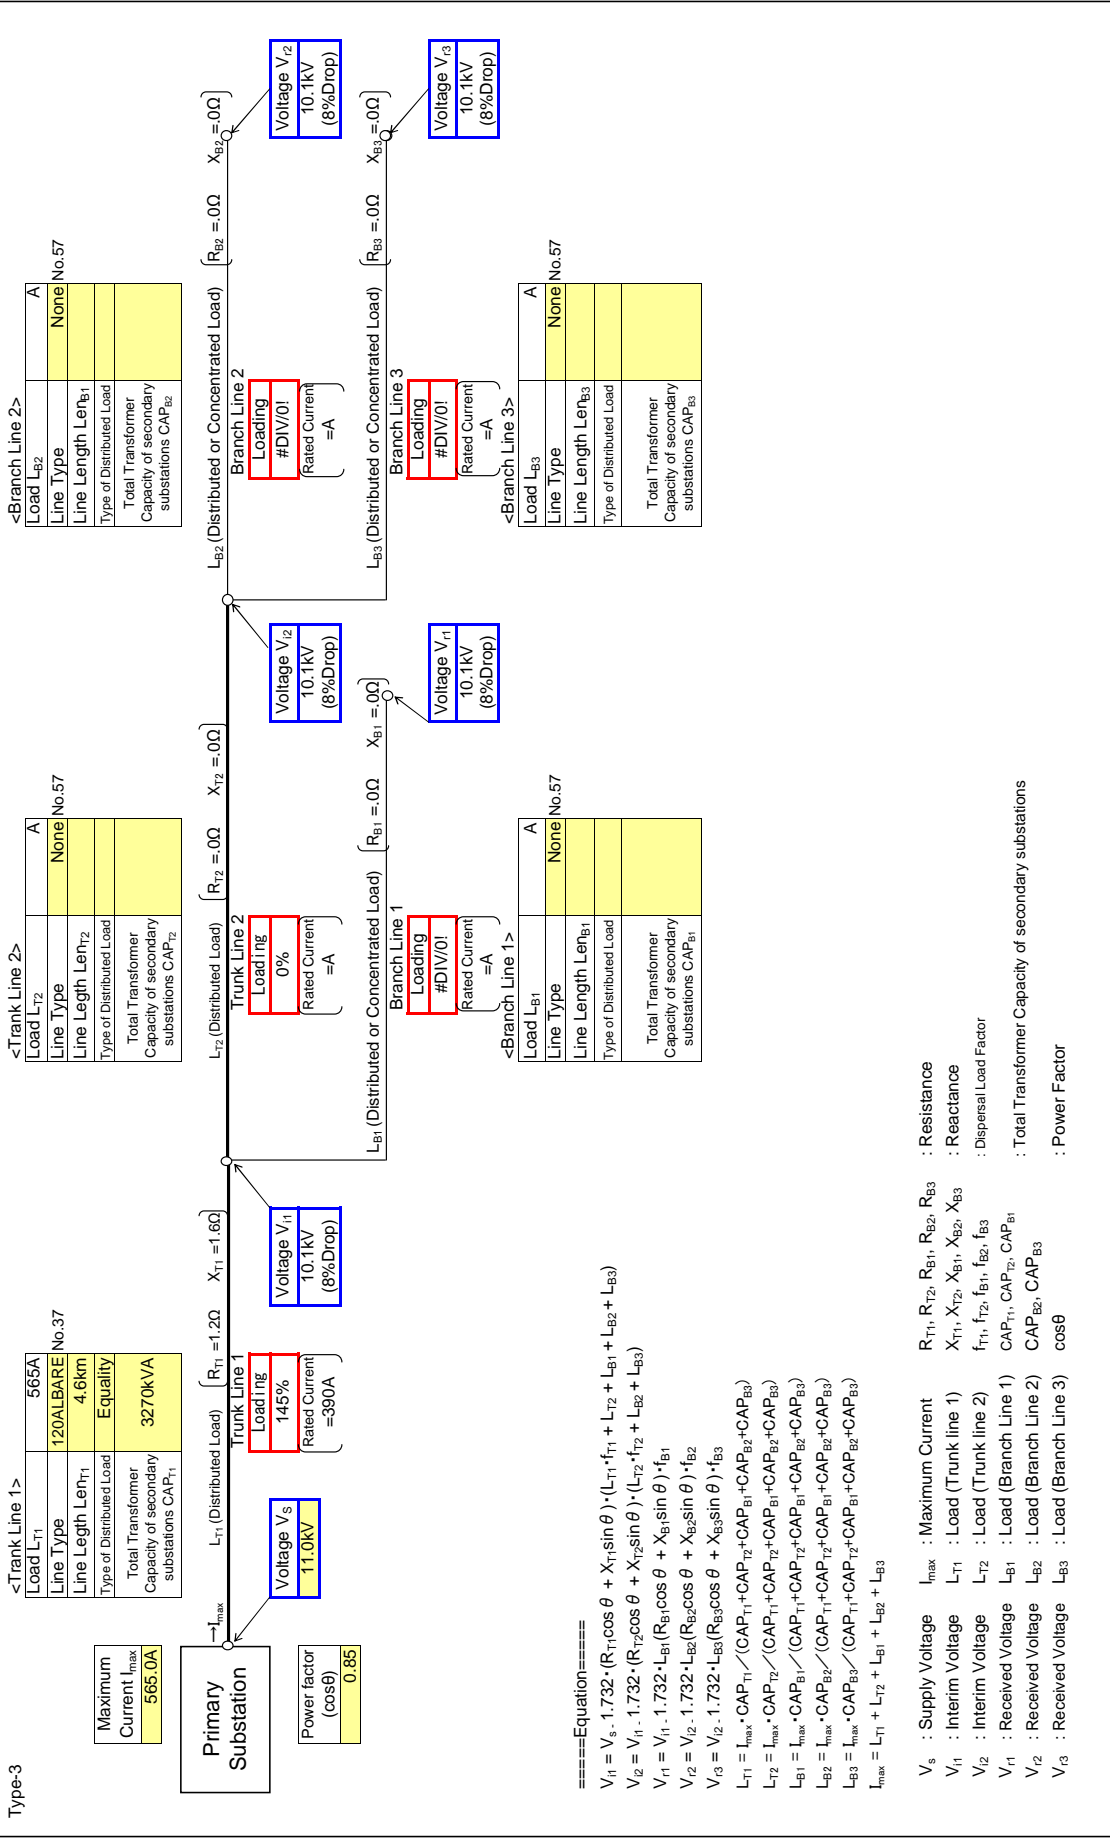 Type-3
Maximum
Current Imax
565.0A
Primary
Substation
→Imax
Power factor
(cosθ)
0.85
Voltage VS
11.0kV
<Trank Line 1>
Load LT1 565A
Line Type 120ALBARE No.37
Line Length LenT1 4.6km
Type of Distributed Load Equality
Total Transformer
Capacity of secondary
substations CAPT1
3270kVA
LT1 (Distributed Load)
RT1 =1.2Ω XT1 =1.6Ω
Trunk Line 1
Loading
145%
Rated Current
=390A
Voltage Vi1
10.1kV
(8%Drop)
<Trank Line 2>
Load LT2 A
Line Type None No.57
Line Legth LenT2
Type of Distributed Load
Total Transformer
Capacity of secondary
substations CAPT2
LT2 (Distributed Load)
RT2 =.0Ω XT2 =.0Ω
Trunk Line 2
Loading
0%
Rated Current
=A
Voltage Vi2
10.1kV
(8%Drop)
LB1 (Distributed or Concentrated Load)
RB1 =.0Ω XB1 =.0Ω
Branch Line 1
Loading
#DIV/0!
Rated Current
=A
Voltage Vr1
10.1kV
(8%Drop)
<Branch Line 1>
Load LB1 A
Line Type None No.57
Line Length LenB1
Type of Distributed Load
Total Transformer
Capacity of secondary
substations CAPB1
<Branch Line 2>
Load LB2 A
Line Type None No.57
Line Length LenB1
Type of Distributed Load
Total Transformer
Capacity of secondary
substations CAPB2
LB2 (Distributed or Concentrated Load)
RB2 =.0Ω XB2 =.0Ω
Branch Line 2
Loading
#DIV/0!
Rated Current
=A
Voltage Vr2
10.1kV
(8%Drop)
LB3 (Distributed or Concentrated Load)
RB3 =.0Ω XB3 =.0Ω
Branch Line 3
Loading
#DIV/0!
Rated Current
=A
Voltage Vr3
10.1kV
(8%Drop)
<Branch Line 3>
Load LB3 A
Line Type None No.57
Line Length LenB3
Type of Distributed Load
Total Transformer
Capacity of secondary
substations CAPB3
=====Equation=====
Vi1 = VS - 1.732・(RT1cosθ + XT1sinθ)・(LT1・fT1 + LT2 + LB1 + LB2 + LB3)
Vi2 = Vi1 - 1.732・(RT2cosθ + XT2sinθ)・(LT2・fT2 + LB2 + LB3)
Vr1 = Vi1 - 1.732・LB1(RB1cosθ + XB1sinθ)・fB1
Vr2 = Vi2 - 1.732・LB2(RB2cosθ + XB2sinθ)・fB2
Vr3 = Vi2 - 1.732・LB3(RB3cosθ + XB3sinθ)・fB3
LT1 = Imax・CAPT1／(CAPT1+CAPT2+CAPB1+CAPB2+CAPB3)
LT2 = Imax・CAPT2／(CAPT1+CAPT2+CAPB1+CAPB2+CAPB3)
LB1 = Imax・CAPB1／(CAPT1+CAPT2+CAPB1+CAPB2+CAPB3)
LB2 = Imax・CAPB2／(CAPT1+CAPT2+CAPB1+CAPB2+CAPB3)
LB3 = Imax・CAPB3／(CAPT1+CAPT2+CAPB1+CAPB2+CAPB3)
Imax = LT1 + LT2 + LB1 + LB2 + LB3
Vs : Supply Voltage Imax : Maximum Current RT1, RT2, RB1, RB2, RB3 : Resistance
Vi1 : Interim Voltage LT1 : Load (Trunk line 1) XT1, XT2, XB1, XB2, XB3 : Reactance
Vi2 : Interim Voltage LT2 : Load (Trunk line 2) fT1, fT2, fB1, fB2, fB3 : Dispersal Load Factor
Vr1 : Received Voltage LB1 : Load (Branch Line 1) CAPT1, CAPT2, CAPB1 : Total Transformer Capacity of secondary substations
Vr2 : Received Voltage LB2 : Load (Branch Line 2) CAPB2, CAPB3
Vr3 : Received Voltage LB3 : Load (Branch Line 3) cosθ : Power Factor